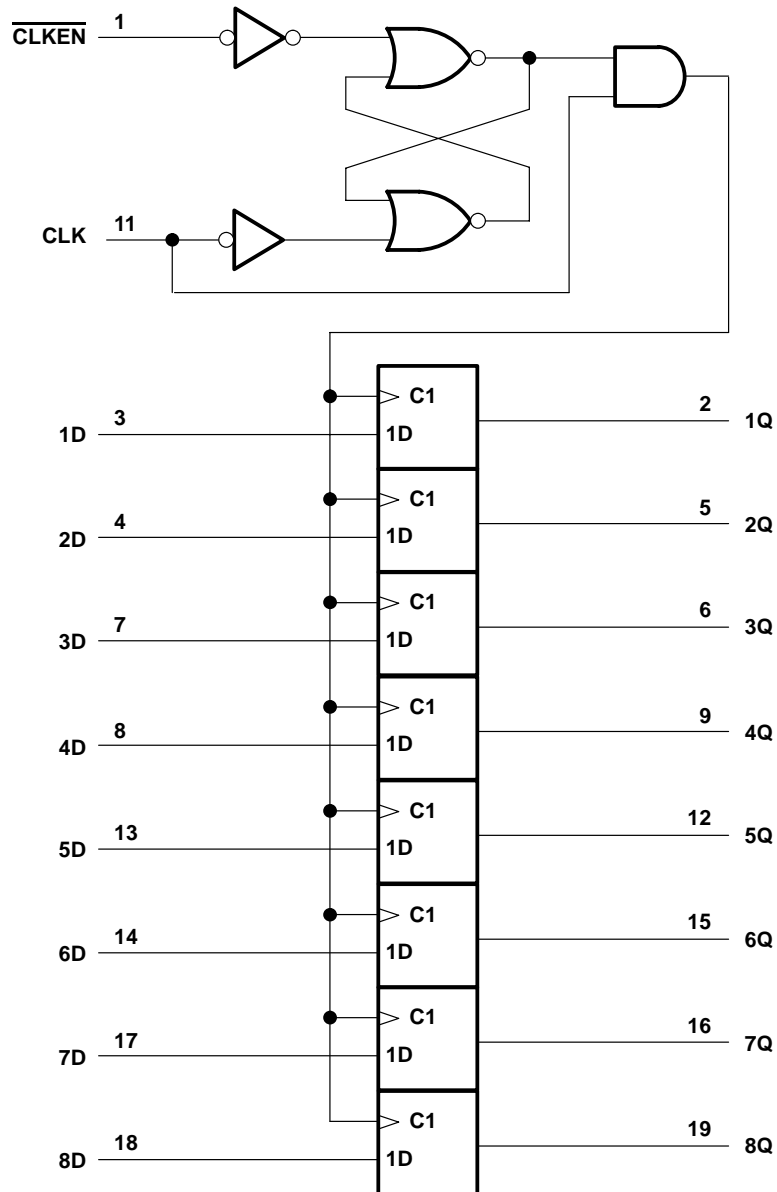 CLKEN 1
CLK 11
C1
3 2
1D 1D 1Q
C1
4 5
2D 1D 2Q
C1
7 6
3D 1D 3Q
C1
8 9
4D 1D 4Q
C1
13 12
5D 1D 5Q
C1
14 15
6D 1D 6Q
C1
17 16
7D 1D 7Q
C1
18 19
8D 1D 8Q